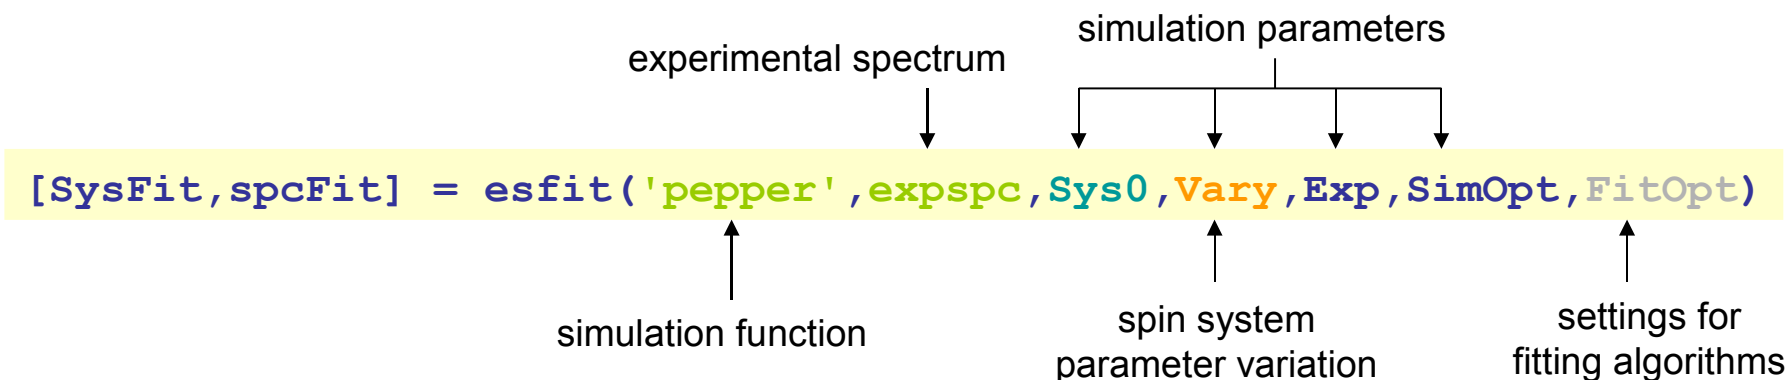 simulation parameters
experimental spectrum
[SysFit,spcFit] = esfit('pepper',expspc,Sys0,Vary,Exp,SimOpt,FitOpt)
simulation function
spin system
parameter variation
settings for
fitting algorithms